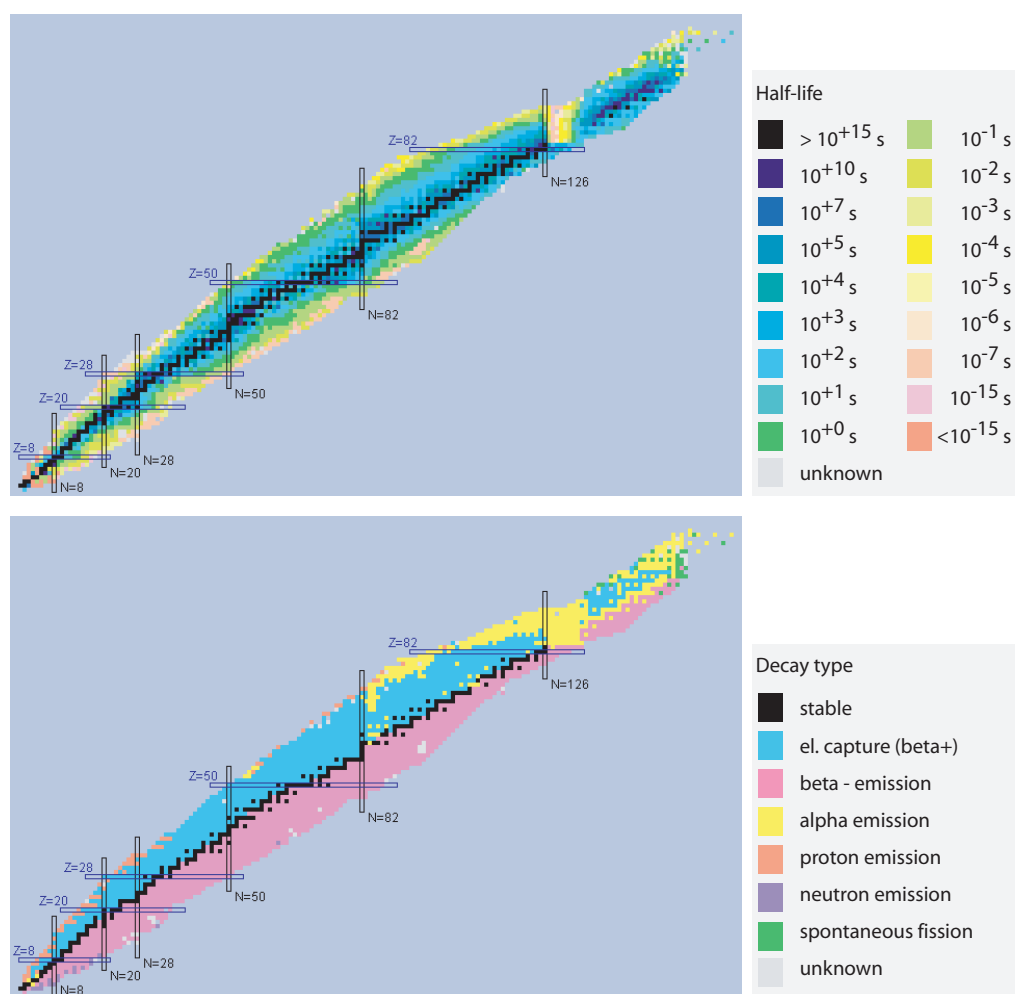 Z=82
N=126
Z=50
N=82
Z=28
N=50
Z=20
N=28
Z=8
N=20
N=8
Half-life
> 10+15 s
10+10 s
10+7 s
10+5 s
10+4 s
10+3 s
10+2 s
10+1 s
10+0 s
unknown
10-1 s
10-2 s
10-3 s
10-4 s
10-5 s
10-6 s
10-7 s
10-15 s
<10-15 s
Z=82
N=126
Z=50
N=82
Z=28
N=50
Z=20
N=28
Z=8
N=20
N=8
Decay type
stable
el. capture (beta+)
beta - emission
alpha emission
proton emission
neutron emission
spontaneous fission
unknown